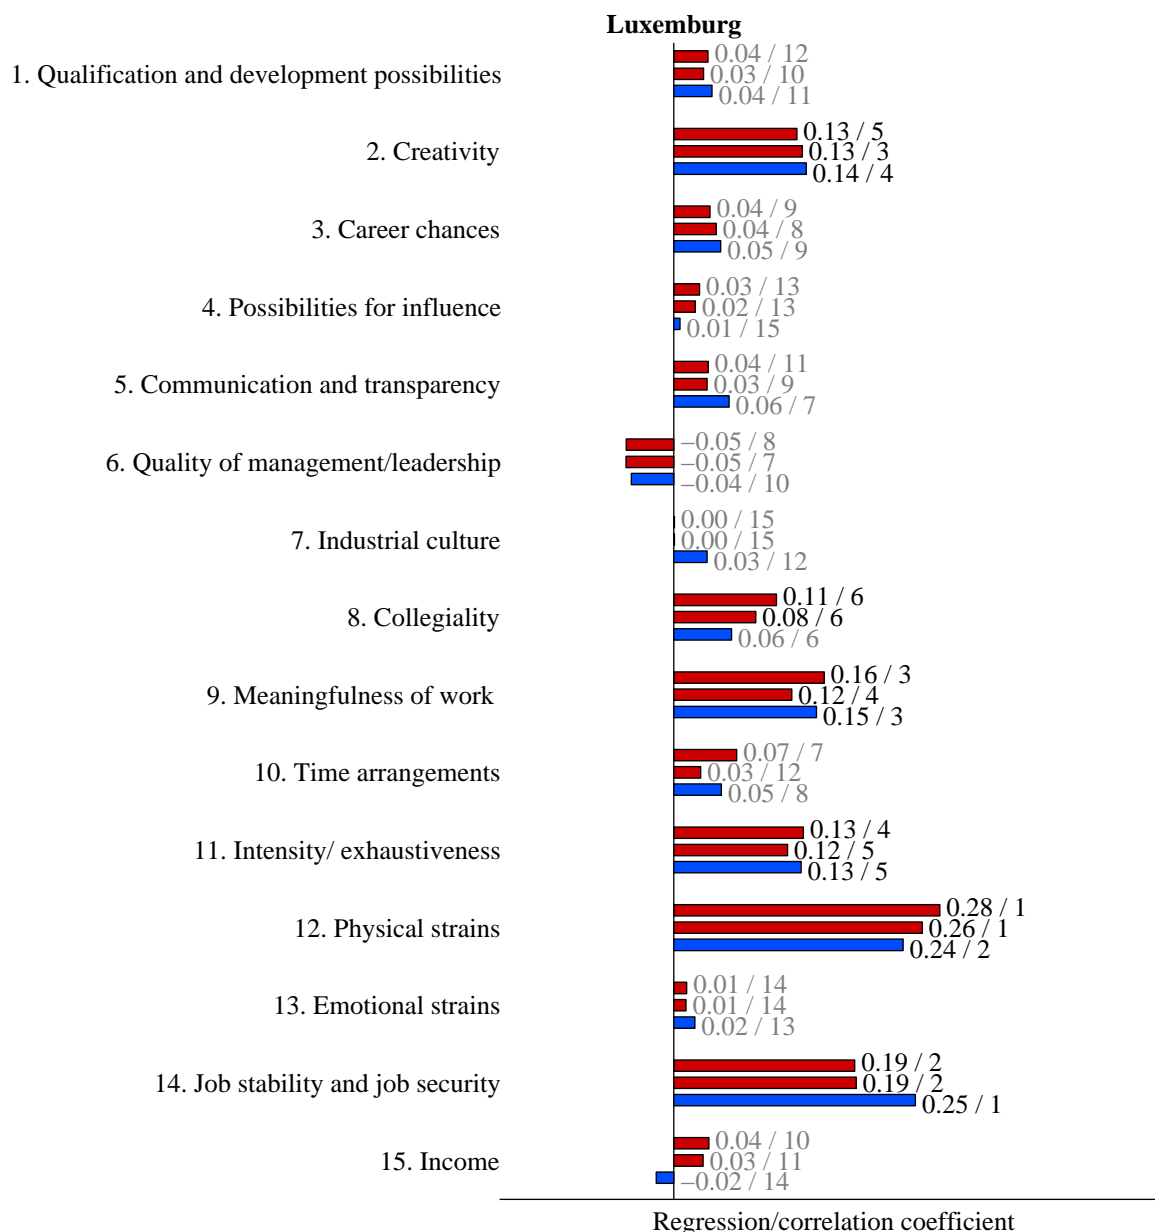 Luxemburg
1. Qualification and development possibilities
0.04 / 12
0.03 / 10
0.04 / 11
2. Creativity
0.13 / 5
0.13 / 3
0.14 / 4
3. Career chances
0.04 / 9
0.04 / 8
0.05 / 9
4. Possibilities for influence
0.03 / 13
0.02 / 13
0.01 / 15
5. Communication and transparency
0.04 / 11
0.03 / 9
0.06 / 7
6. Quality of management/leadership
–0.05 / 8
–0.05 / 7
–0.04 / 10
7. Industrial culture
0.00 / 15
0.00 / 15
0.03 / 12
8. Collegiality
0.11 / 6
0.08 / 6
0.06 / 6
9. Meaningfulness of work
0.16 / 3
0.12 / 4
0.15 / 3
10. Time arrangements
0.07 / 7
0.03 / 12
0.05 / 8
11. Intensity/ exhaustiveness
0.13 / 4
0.12 / 5
0.13 / 5
12. Physical strains
0.28 / 1
0.26 / 1
0.24 / 2
13. Emotional strains
0.01 / 14
0.01 / 14
0.02 / 13
14. Job stability and job security
0.19 / 2
0.19 / 2
0.25 / 1
15. Income
0.04 / 10
0.03 / 11
–0.02 / 14
Regression/correlation coefficient